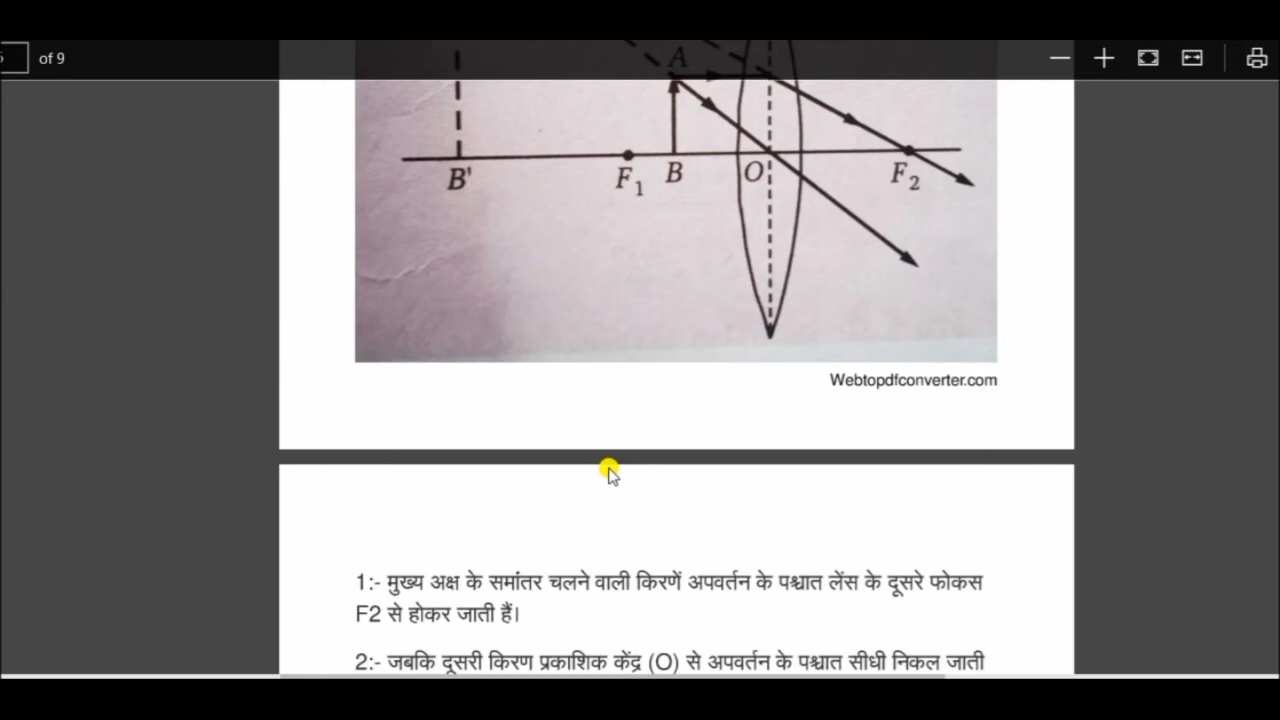 of 9
A
B' F₁ B O F₂
Webtopdfconverter.com
1:- मुख्य अक्ष के समांतर चलने वाली किरणें अपवर्तन के पश्चात लेंस के दूसरे फोकस
F2 से होकर जाती हैं।
2:- जबकि दूसरी किरण प्रकाशिक केंद्र (O) से अपवर्तन के पश्चात सीधी निकल जाती